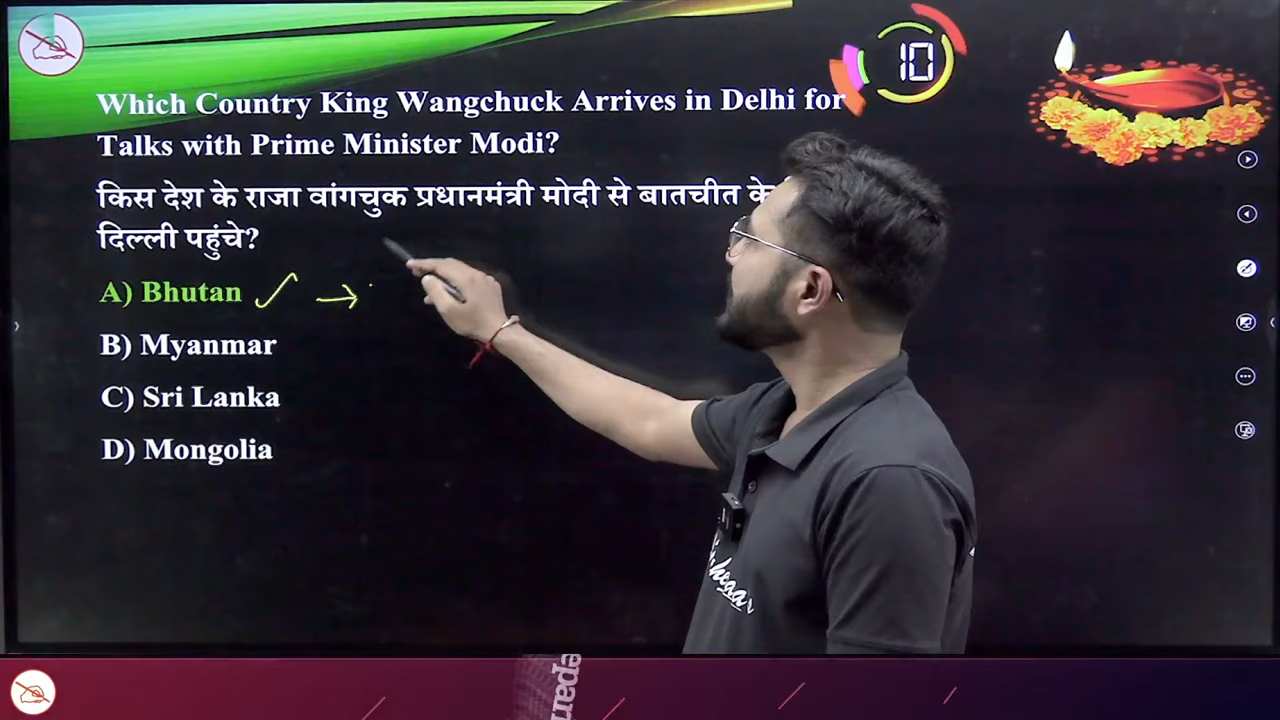 10
Which Country King Wangchuck Arrives in Delhi for
Talks with Prime Minister Modi?
किस देश के राजा वांगचुक प्रधानमंत्री मोदी से बातचीत के
दिल्ली पहुंचे?
A) Bhutan
B) Myanmar
C) Sri Lanka
D) Mongolia
epar